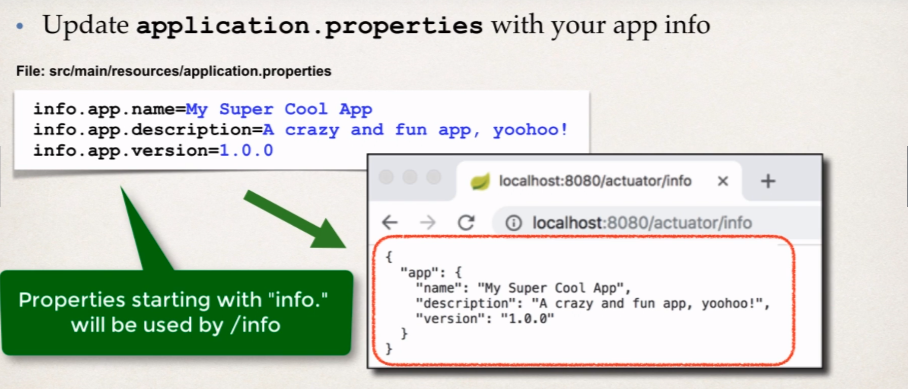 • Update application.properties with your app info
File: src/main/resources/application.properties
info.app.name=My Super Cool App
info.app.description=A crazy and fun app, yoohoo!
info.app.version=1.0.0
Properties starting with "info."
will be used by /info
localhost:8080/actuator/info
localhost:8080/actuator/info
{
"app": {
"name": "My Super Cool App",
"description": "A crazy and fun app, yoohoo!",
"version": "1.0.0"
}
}